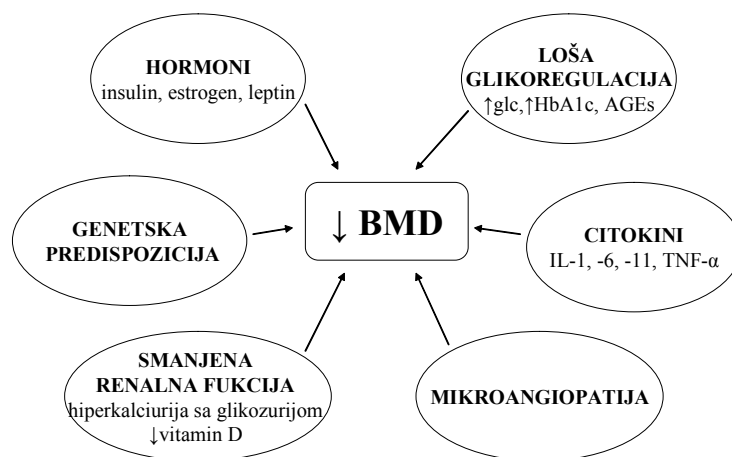 HORMONI
insulin, estrogen, leptin
LOŠA
GLIKOREGULACIJA
↑glc,↑HbA1c, AGEs
GENETSKA
PREDISPOZICIJA
↓ BMD
CITOKINI
IL-1, -6, -11, TNF-α
SMANJENA
RENALNA FUKCIJA
hiperkalciurija sa glikozurijom
↓vitamin D
MIKROANGIOPATIJA